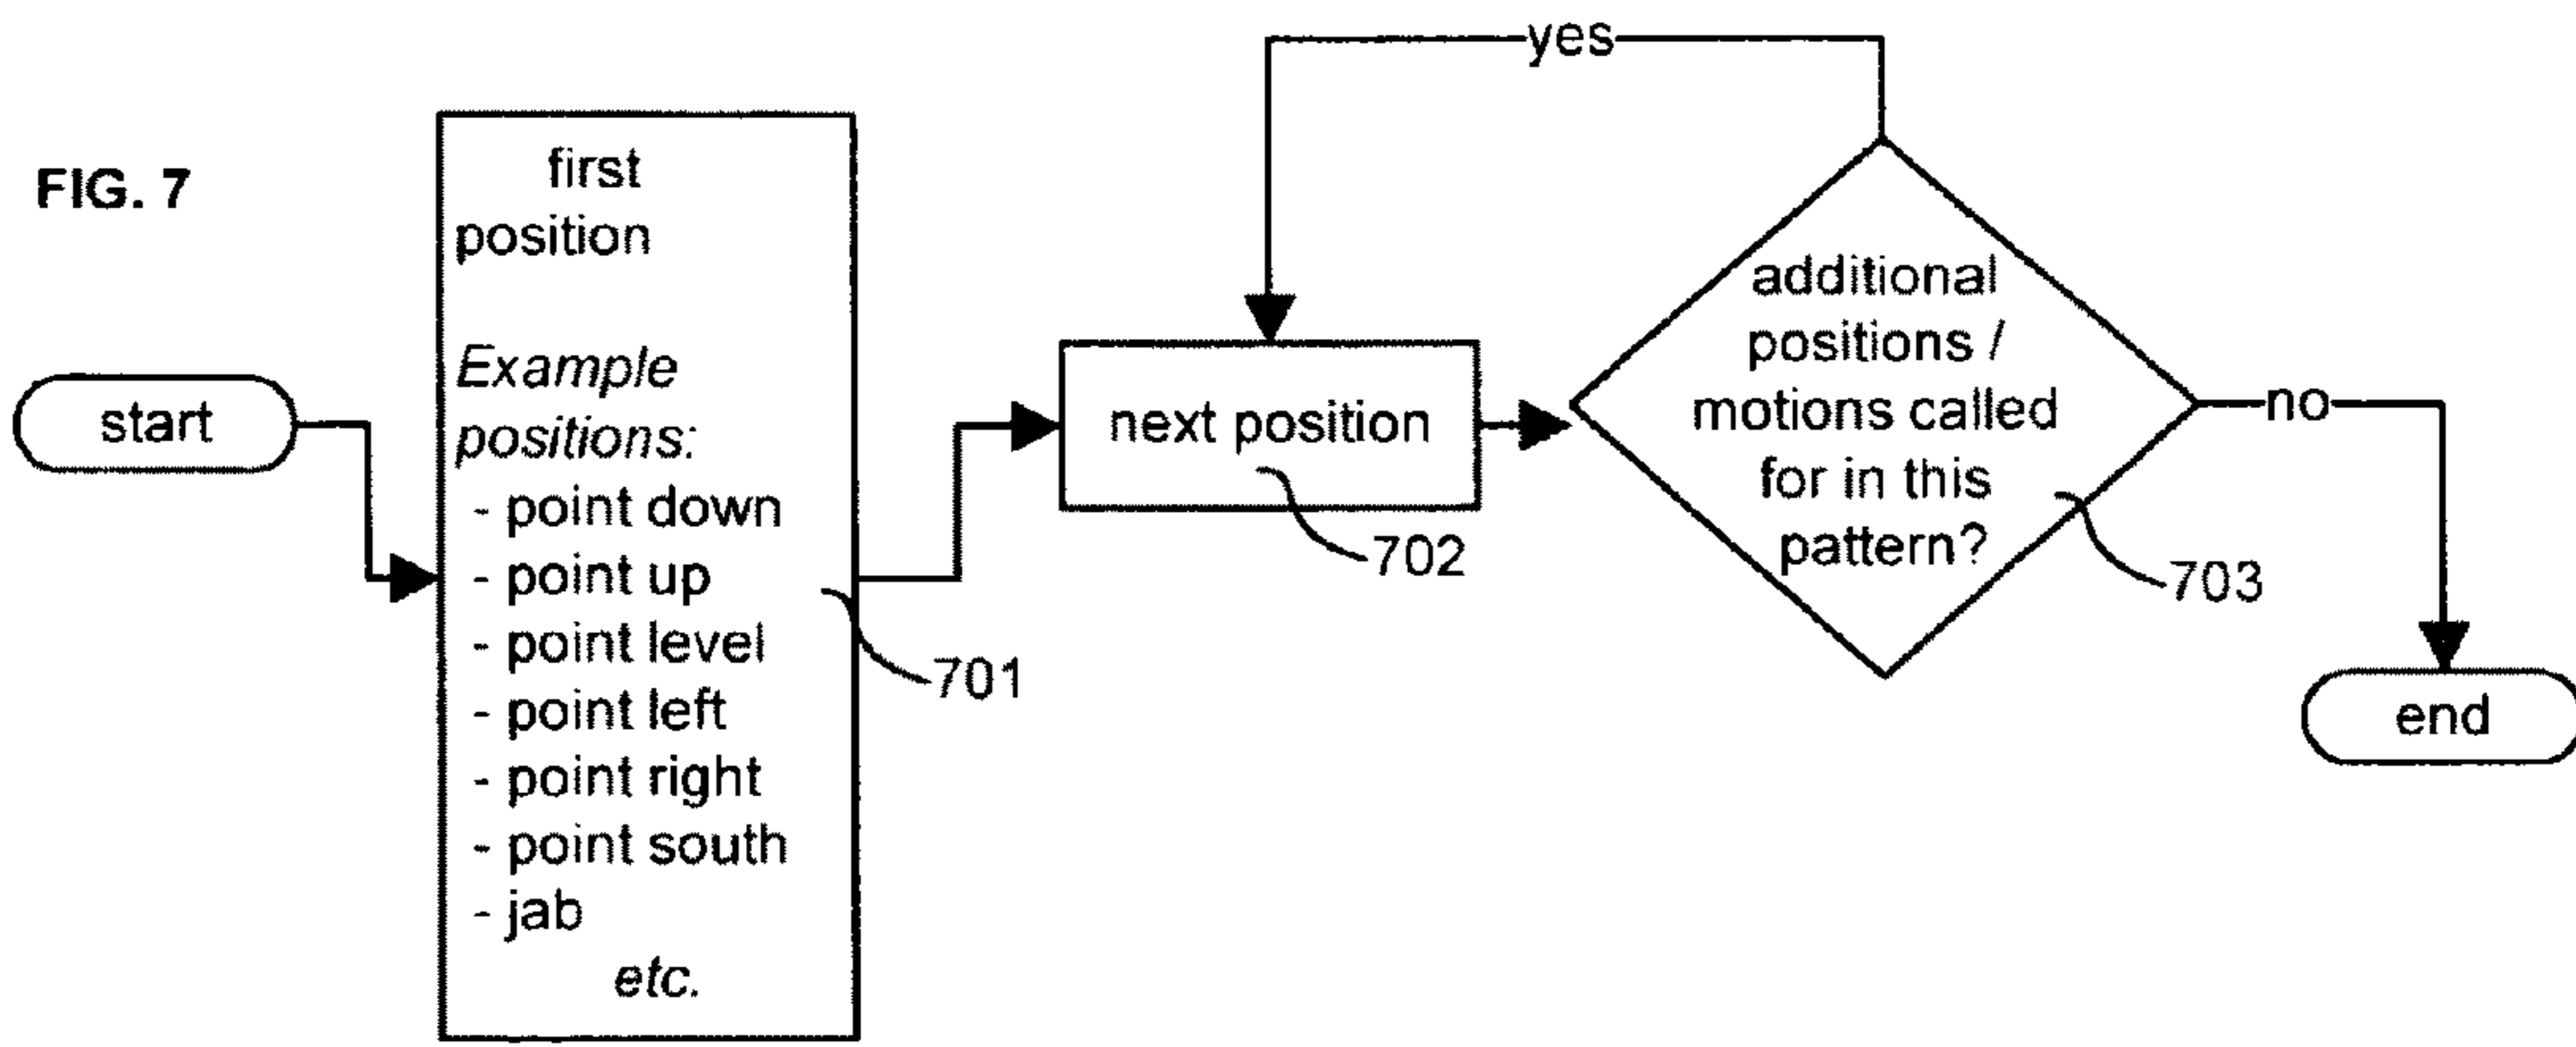 FIG. 7
start
first
position
Example
positions:
- point down
- point up
- point level
- point left
- point right
- point south
- jab
etc.
701
next position
702
yes
additional
positions /
motions called
for in this
pattern?
703
no
end